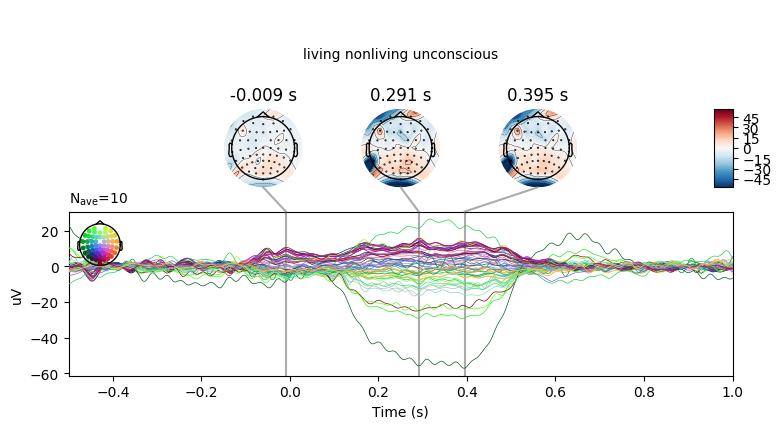 living nonliving unconscious
-0.009 s 0.291 s 0.395 s
45
30
15
0
−15
−30
−45
Nave=10
20
0
−20
−40
−60
uV
−0.4 −0.2 0.0 0.2 0.4 0.6 0.8 1.0
Time (s)